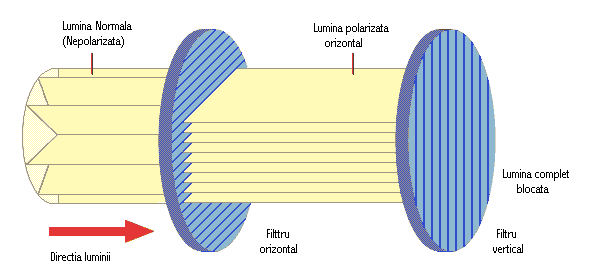 Lumina Normala
(Nepolarizata)
Lumina polarizata
orizontal
Lumina complet
blocata
Filttru
orizontal
Filtru
vertical
Directia luminii